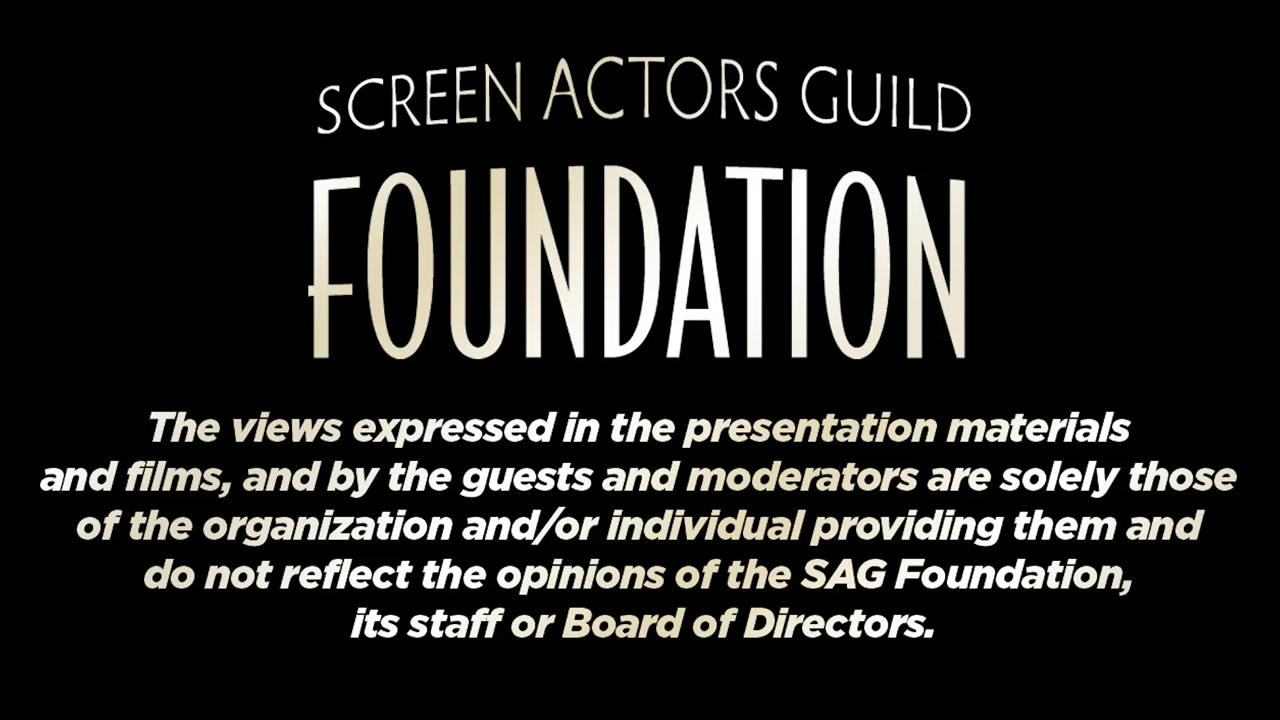 SCREEN ACTORS GUILD
FOUNDATION
The views expressed in the presentation materials
and films, and by the guests and moderators are solely those
of the organization and/or individual providing them and
do not reflect the opinions of the SAG Foundation,
its staff or Board of Directors.